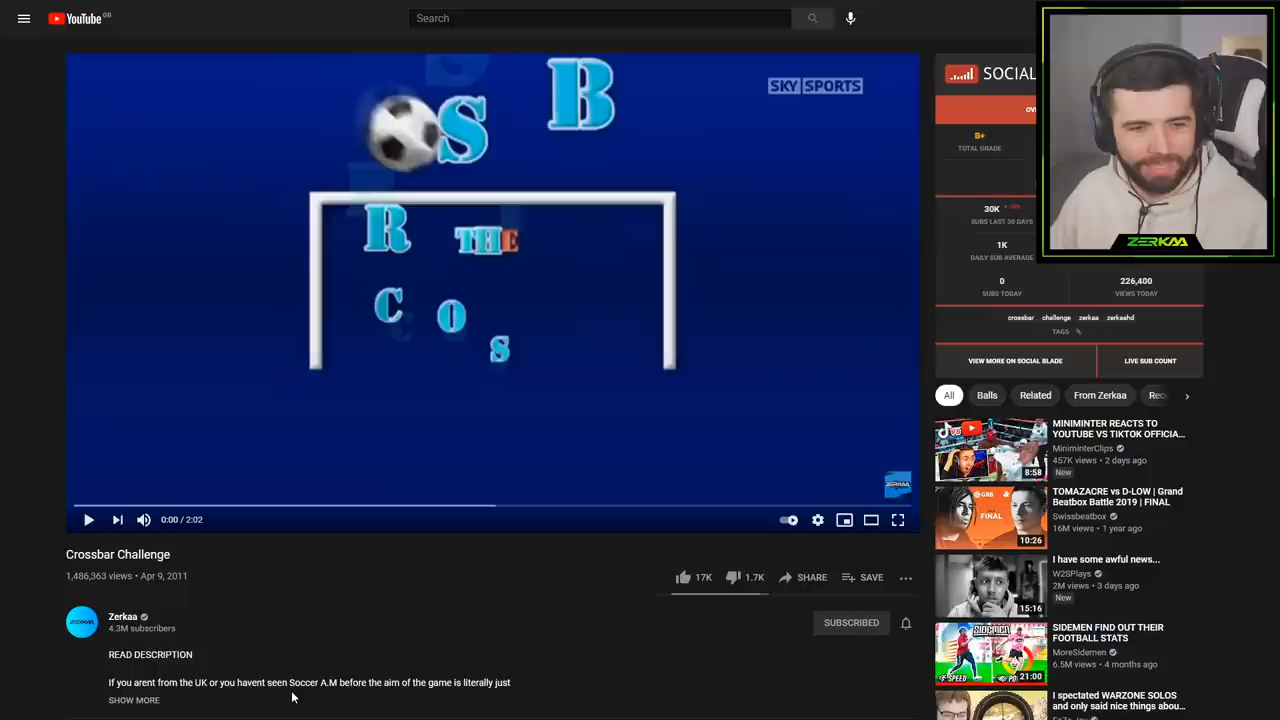 YouTube GB
Search
S B
SKY SPORTS
R THE
C O S
ZERKAA
0:00 / 2:02
Crossbar Challenge
1,486,363 views • Apr 9, 2011
17K
1.7K
SHARE
SAVE
Zerkaa
4.3M subscribers
SUBSCRIBED
READ DESCRIPTION
If you arent from the UK or you havent seen Soccer A.M before the aim of the game is literally just
SHOW MORE
SOCIAL
B+
TOTAL GRADE
30K
SUBS LAST 30 DAYS
1K
DAILY SUB AVERAGE
0
SUBS TODAY
226,400
VIEWS TODAY
crossbar challenge zerkaa zerkaahd
TAGS
VIEW MORE ON SOCIAL BLADE
LIVE SUB COUNT
All
Balls
Related
From Zerkaa
ZERKAA
MINIMINTER REACTS TO
YOUTUBE VS TIKTOK OFFICIA...
MiniminterClips
457K views • 2 days ago
New
8:58
TOMAZACRE vs D-LOW | Grand
Beatbox Battle 2019 | FINAL
Swissbeatbox
16M views • 1 year ago
GBB
FINAL
10:26
I have some awful news...
W2SPlays
2M views • 3 days ago
New
15:16
SIDEMEN FIND OUT THEIR
FOOTBALL STATS
MoreSidemen
6.5M views • 4 months ago
SIDEMEN
21:00
I spectated WARZONE SOLOS
and only said nice things abou...